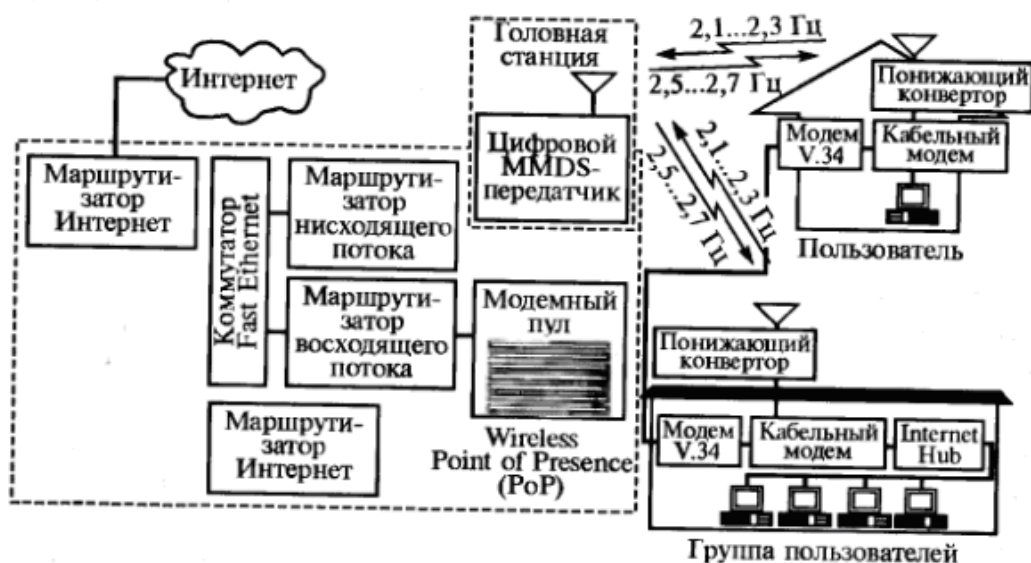 Интернет
Головная
станция
2,1...2,3 Гц
2,5...2,7 Гц
Понижающий
конвертор
Модем
V.34
Кабельный
модем
Пользователь
Маршрути-
затор
Интернет
Коммутатор
Fast Ethernet
Маршрути-
затор
нисходящего
потока
Цифровой
MMDS-
передатчик
2,1...2,3 Гц
2,5...2,7 Гц
Маршрути-
затор
восходящего
потока
Модемный
пул
Маршрути-
затор
Интернет
Wireless
Point of Presence
(PoP)
Понижающий
конвертор
Модем
V.34
Кабельный
модем
Internet
Hub
Группа пользователей